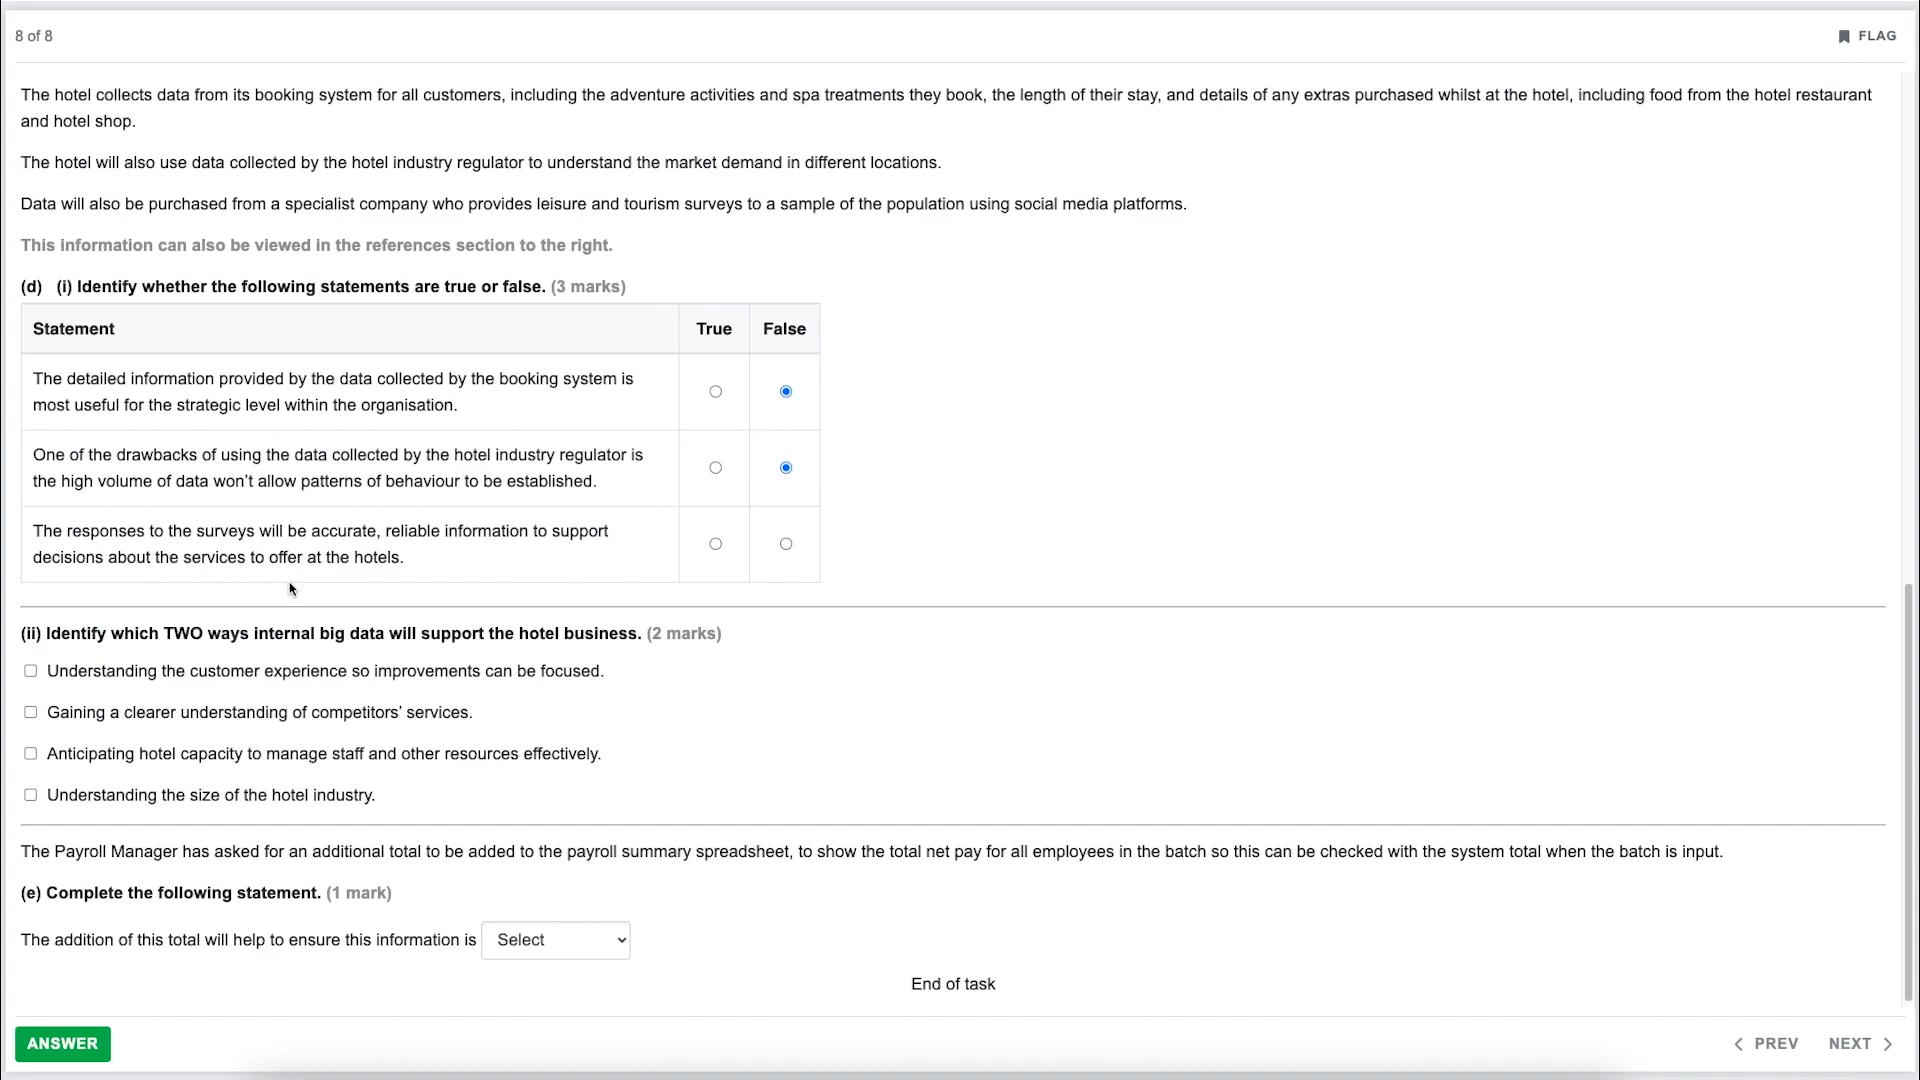 8 of 8
FLAG
The hotel collects data from its booking system for all customers, including the adventure activities and spa treatments they book, the length of their stay, and details of any extras purchased whilst at the hotel, including food from the hotel restaurant
and hotel shop.
The hotel will also use data collected by the hotel industry regulator to understand the market demand in different locations.
Data will also be purchased from a specialist company who provides leisure and tourism surveys to a sample of the population using social media platforms.
This information can also be viewed in the references section to the right.
(d) (i) Identify whether the following statements are true or false. (3 marks)
Statement True False
The detailed information provided by the data collected by the booking system is
most useful for the strategic level within the organisation.
One of the drawbacks of using the data collected by the hotel industry regulator is
the high volume of data won't allow patterns of behaviour to be established.
The responses to the surveys will be accurate, reliable information to support
decisions about the services to offer at the hotels.
(ii) Identify which TWO ways internal big data will support the hotel business. (2 marks)
Understanding the customer experience so improvements can be focused.
Gaining a clearer understanding of competitors' services.
Anticipating hotel capacity to manage staff and other resources effectively.
Understanding the size of the hotel industry.
The Payroll Manager has asked for an additional total to be added to the payroll summary spreadsheet, to show the total net pay for all employees in the batch so this can be checked with the system total when the batch is input.
(e) Complete the following statement. (1 mark)
The addition of this total will help to ensure this information is Select
End of task
ANSWER
PREV NEXT